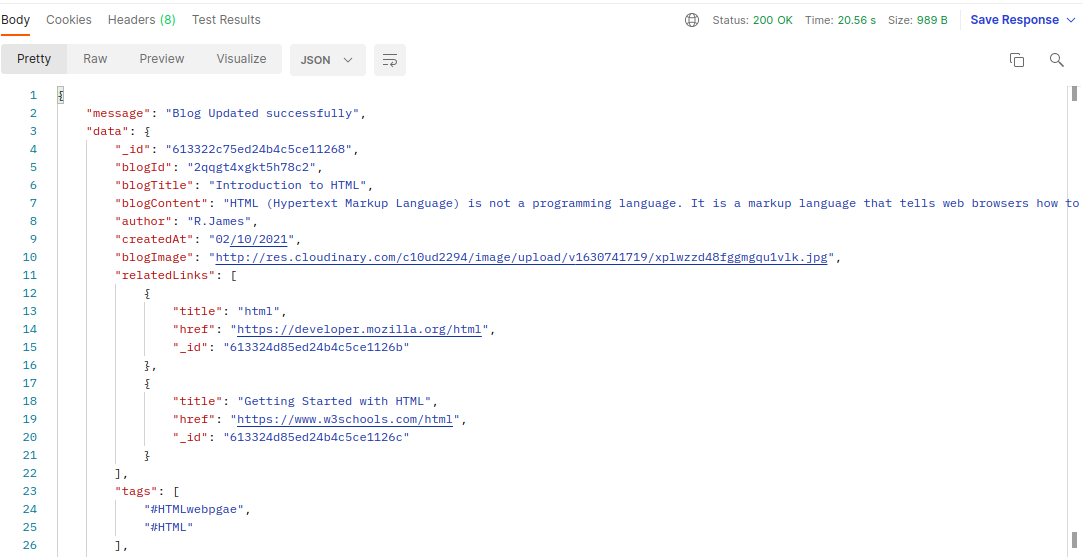 Body Cookies Headers (8) Test Results Status: 200 OK Time: 20.56 s Size: 989 B Save Response
Pretty Raw Preview Visualize JSON
1 {
2 "message": "Blog Updated successfully",
3 "data": {
4 "_id": "613322c75ed24b4c5ce11268",
5 "blogId": "2qqgt4xgkt5h78c2",
6 "blogTitle": "Introduction to HTML",
7 "blogContent": "HTML (Hypertext Markup Language) is not a programming language. It is a markup language that tells web browsers how to
8 "author": "R.James",
9 "createdAt": "02/10/2021",
10 "blogImage": "http://res.cloudinary.com/c10ud2294/image/upload/v1630741719/xplwzzd48fggmgqu1vlk.jpg",
11 "relatedLinks": [
12 {
13 "title": "html",
14 "href": "https://developer.mozilla.org/html",
15 "_id": "613324d85ed24b4c5ce1126b"
16 },
17 {
18 "title": "Getting Started with HTML",
19 "href": "https://www.w3schools.com/html",
20 "_id": "613324d85ed24b4c5ce1126c"
21 }
22 ],
23 "tags": [
24 "#HTMLwebpgae",
25 "#HTML"
26 ],